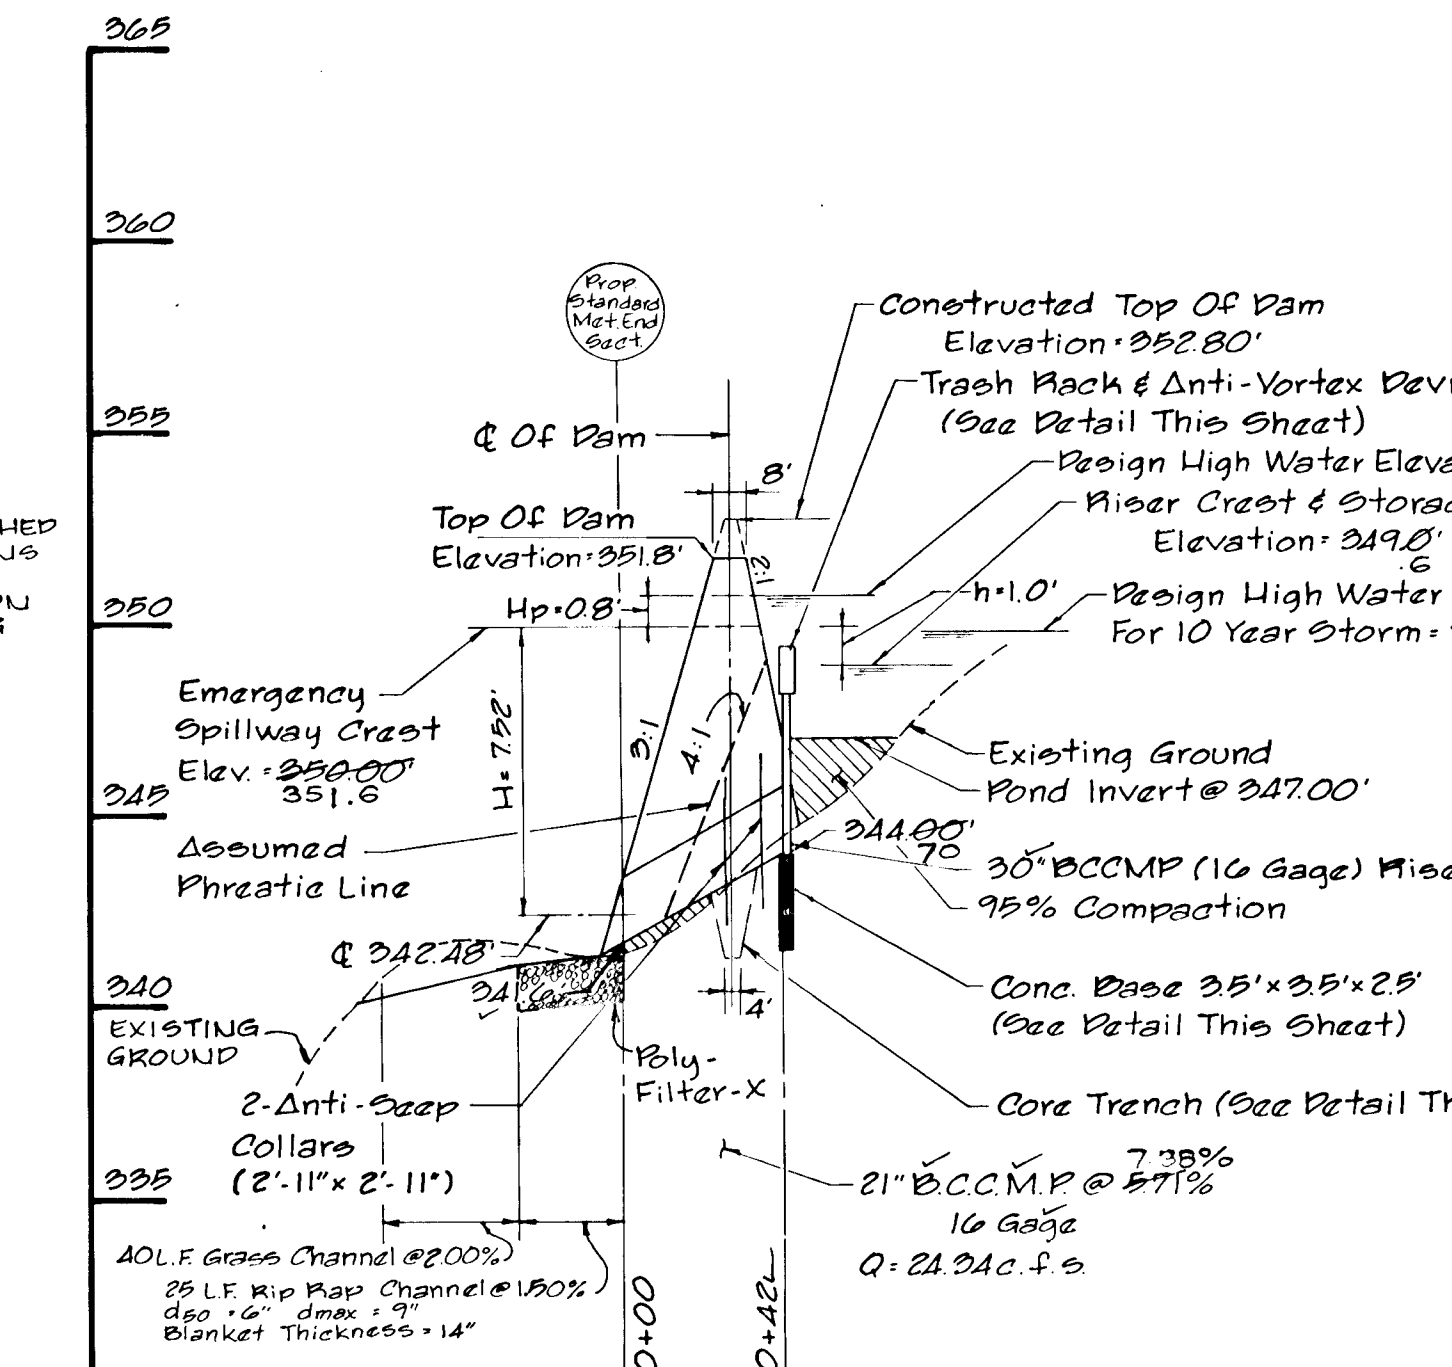 365
360
355
350
345
340
335
Prop.
Standard
Met. End
Sect.
Constructed Top Of Dam
Elevation = 352.80'
Trash Rack & Anti-Vortex
(See Detail This Sheet)
℄ Of Dam
8'
Design High Water
Top Of Dam
Elevation = 351.8'
2:1
Riser Crest &
Elevation = 349.0'
.6
HED
Hp = 0.8'
h = 1.0'
Design High Water
For 10 Year Storm =
Emergency
Spillway Crest
Elev. = 350.00'
351.6
H = 7.52'
3:1
4:1
Existing Ground
Pond Invert @ 347.00'
Assumed
Phreatic Line
344.00'
70
30" BCCMP (16 Gage)
95% Compaction
℄ 342.48'
34
4'
Conc. Base 3.5' x 3.5' x 2.5'
(See Detail This Sheet)
EXISTING
GROUND
Poly-
Filter-X
2-Anti-Seep
Collars
(2'-11" x 2'-11")
Core Trench (See Detail
7.38%
21" B.C.C.M.P. @ 5.71%
16 Gage
Q = 24.34 c.f.s.
40 L.F. Grass Channel @ 2.00%
25 L.F. Rip Rap Channel @ 1.50%
d50 = 6" dmax = 9"
Blanket Thickness = 14"
0+00
0+42